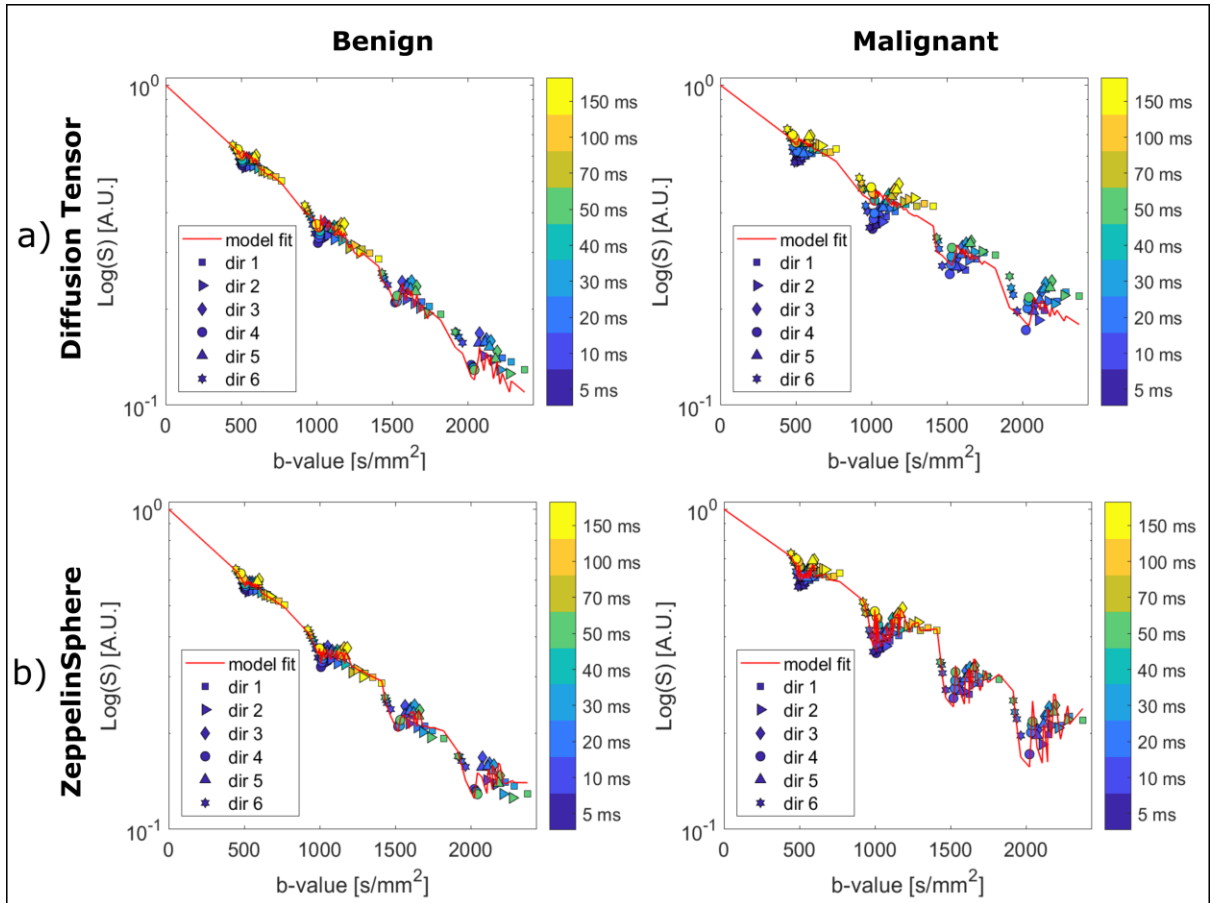 Benign
Malignant
a)
Diffusion Tensor
Log(S) [A.U.]
10^0
10^-1
model fit
dir 1
dir 2
dir 3
dir 4
dir 5
dir 6
0 500 1000 1500 2000
b-value [s/mm^2]
150 ms
100 ms
70 ms
50 ms
40 ms
30 ms
20 ms
10 ms
5 ms
Log(S) [A.U.]
10^0
10^-1
model fit
dir 1
dir 2
dir 3
dir 4
dir 5
dir 6
0 500 1000 1500 2000
b-value [s/mm^2]
150 ms
100 ms
70 ms
50 ms
40 ms
30 ms
20 ms
10 ms
5 ms
b)
ZeppelinSphere
Log(S) [A.U.]
10^0
10^-1
model fit
dir 1
dir 2
dir 3
dir 4
dir 5
dir 6
0 500 1000 1500 2000
b-value [s/mm^2]
150 ms
100 ms
70 ms
50 ms
40 ms
30 ms
20 ms
10 ms
5 ms
Log(S) [A.U.]
10^0
10^-1
model fit
dir 1
dir 2
dir 3
dir 4
dir 5
dir 6
0 500 1000 1500 2000
b-value [s/mm^2]
150 ms
100 ms
70 ms
50 ms
40 ms
30 ms
20 ms
10 ms
5 ms